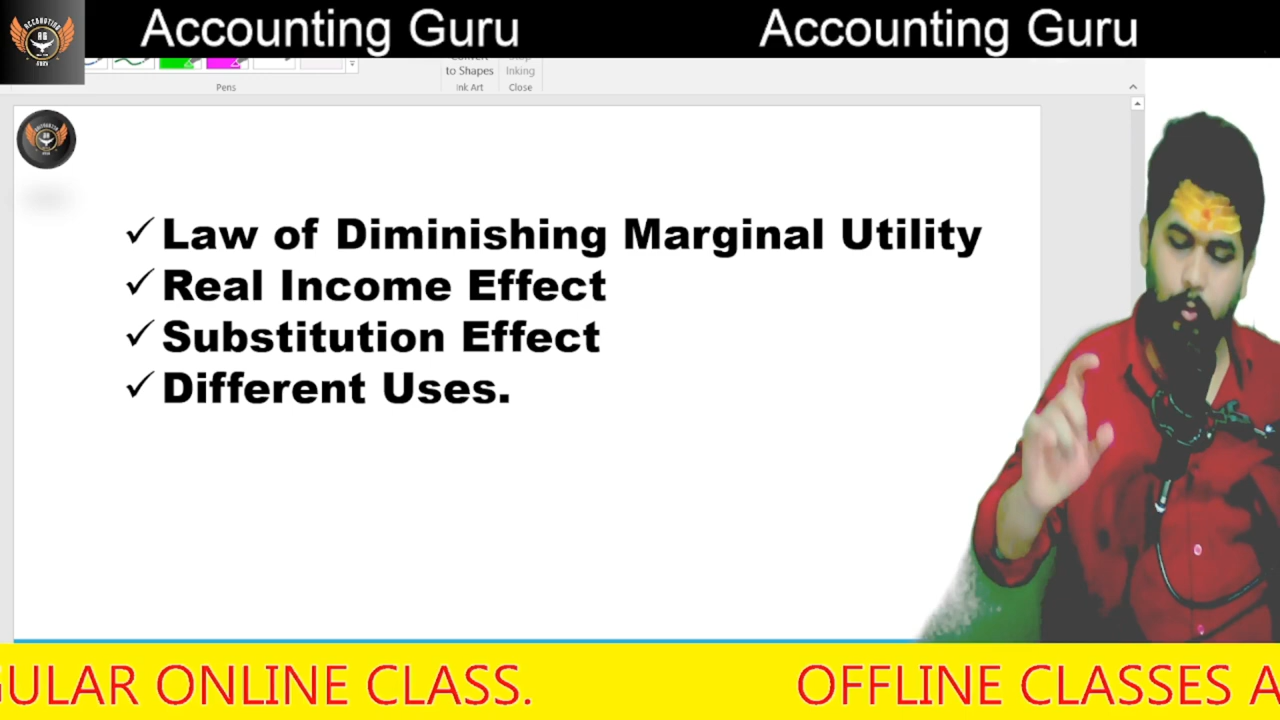 Accounting Guru Accounting Guru
to Shapes Inking
Pens Ink Art Close
✓ Law of Diminishing Marginal Utility
✓ Real Income Effect
✓ Substitution Effect
✓ Different Uses.
GULAR ONLINE CLASS. OFFLINE CLASSES A